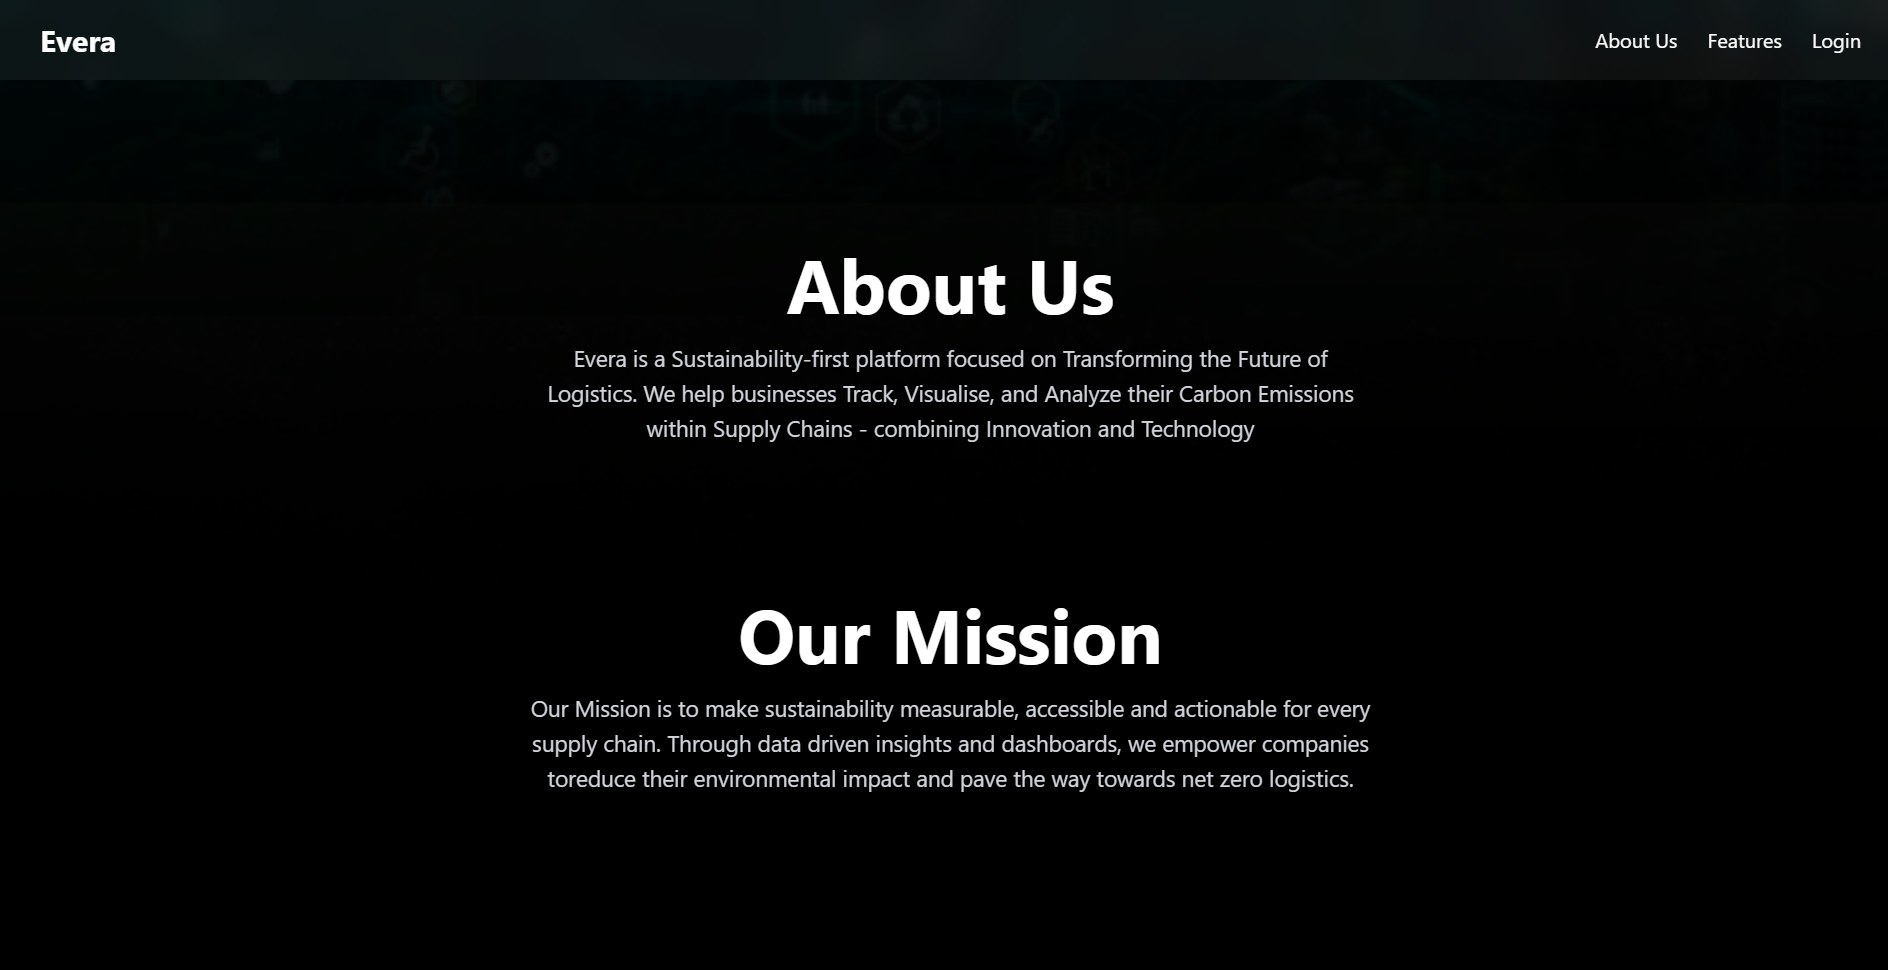 Evera
About Us
Features
Login
About Us
Evera is a Sustainability-first platform focused on Transforming the Future of
Logistics. We help businesses Track, Visualise, and Analyze their Carbon Emissions
within Supply Chains - combining Innovation and Technology
Our Mission
Our Mission is to make sustainability measurable, accessible and actionable for every
supply chain. Through data driven insights and dashboards, we empower companies
toreduce their environmental impact and pave the way towards net zero logistics.